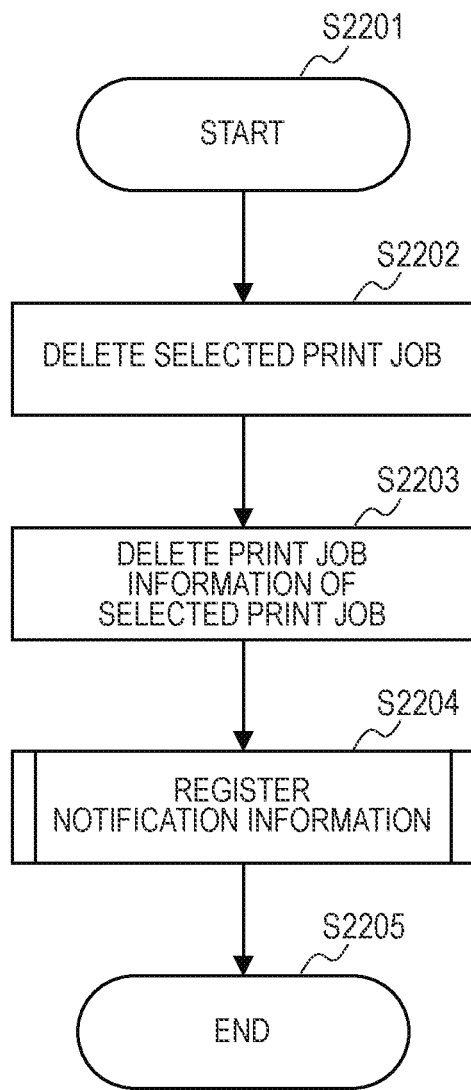 S2201
START
S2202
DELETE SELECTED PRINT JOB
S2203
DELETE PRINT JOB
INFORMATION OF
SELECTED PRINT JOB
S2204
REGISTER
NOTIFICATION INFORMATION
S2205
END